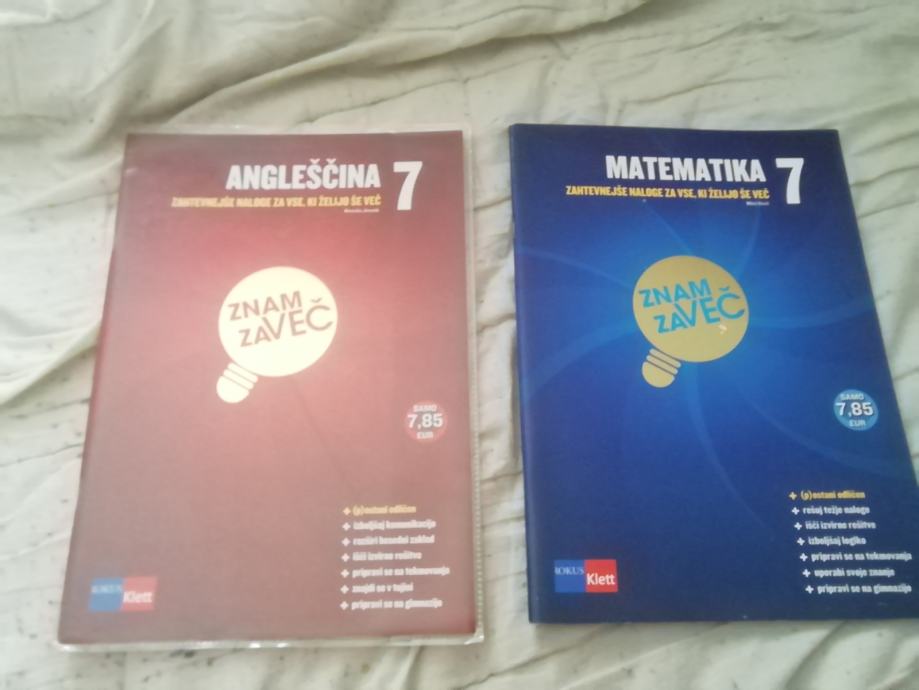 ANGLEŠČINA 7
ZAHTEVNEJŠE NALOGE ZA VSE, KI ŽELIJO ŠE VEČ
ZNAM
ZA VEČ
SAMO
7,85
EUR
+ (p)ostani odličen
+ izboljšaj komunikacijo
+ razširi besedni zaklad
+ išči izvirne rešitve
+ pripravi se na tekmovanja
+ znajdi se v tujini
+ pripravi se na gimnazijo
ROKUS Klett
MATEMATIKA 7
ZAHTEVNEJŠE NALOGE ZA VSE, KI ŽELIJO ŠE VEČ
ZNAM
ZA VEČ
SAMO
7,85
EUR
+ (p)ostani odličen
+ rešuj težje naloge
+ išči izvirne rešitve
+ izboljšaj logiko
+ pripravi se na tekmovanja
+ uporabi svoje znanje
+ pripravi se na gimnazijo
ROKUS Klett